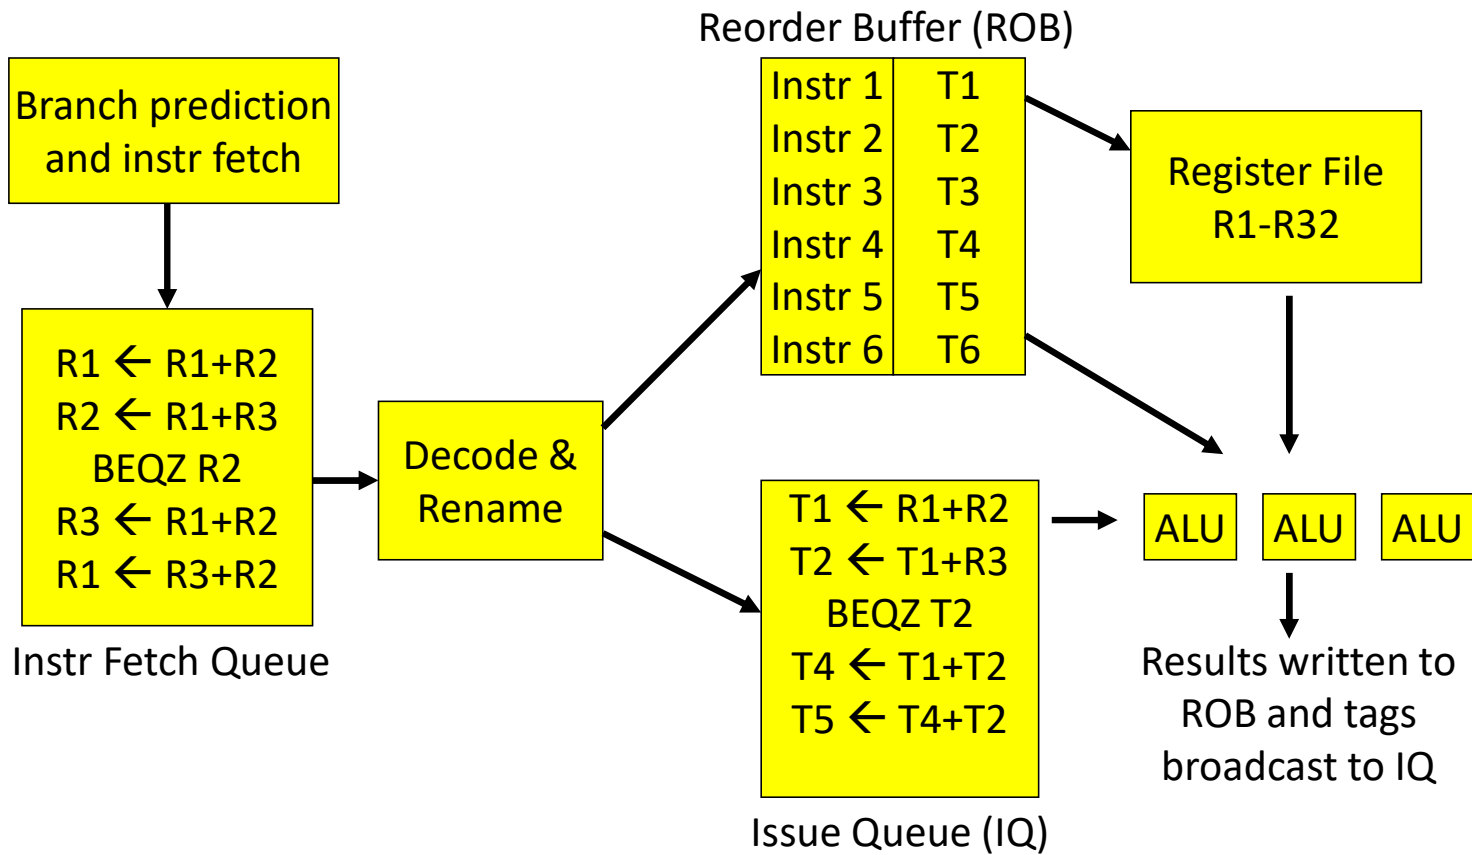 Reorder Buffer (ROB)
Branch prediction
and instr fetch
Instr 1 T1
Instr 2 T2
Instr 3 T3
Instr 4 T4
Instr 5 T5
Instr 6 T6
Register File
R1-R32
R1 ← R1+R2
R2 ← R1+R3
BEQZ R2
R3 ← R1+R2
R1 ← R3+R2
Instr Fetch Queue
Decode &
Rename
T1 ← R1+R2
T2 ← T1+R3
BEQZ T2
T4 ← T1+T2
T5 ← T4+T2
Issue Queue (IQ)
ALU ALU ALU
Results written to
ROB and tags
broadcast to IQ